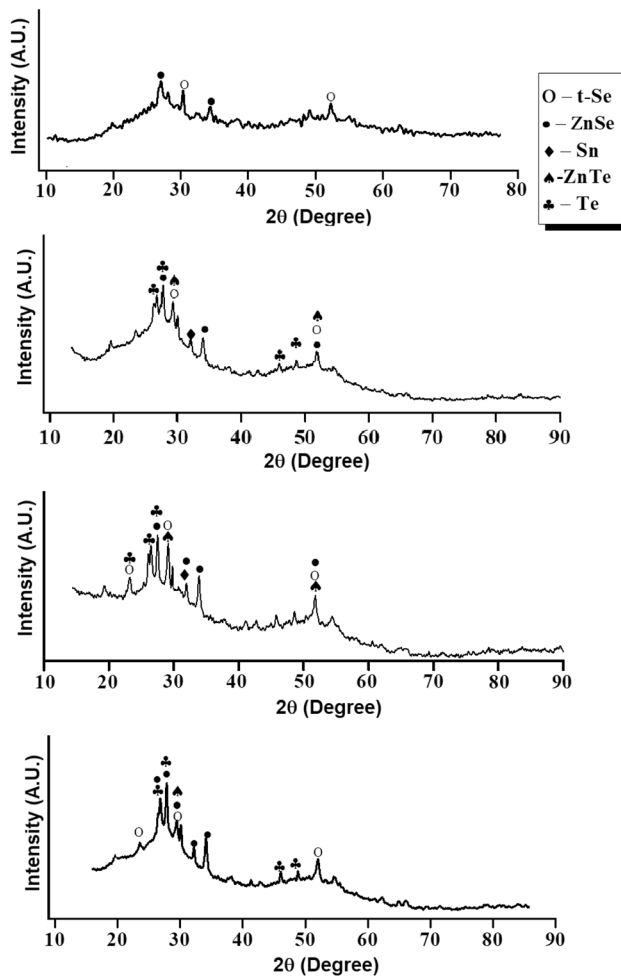 Intensity (A.U.)
10 20 30 40 50 60 70 80
2θ (Degree)
O – t-Se
● – ZnSe
♦ – Sn
♠-ZnTe
♣ – Te
Intensity (A.U.)
10 20 30 40 50 60 70 80 90
2θ (Degree)
Intensity (A.U.)
10 20 30 40 50 60 70 80 90
2θ (Degree)
Intensity (A.U.)
10 20 30 40 50 60 70 80 90
2θ (Degree)